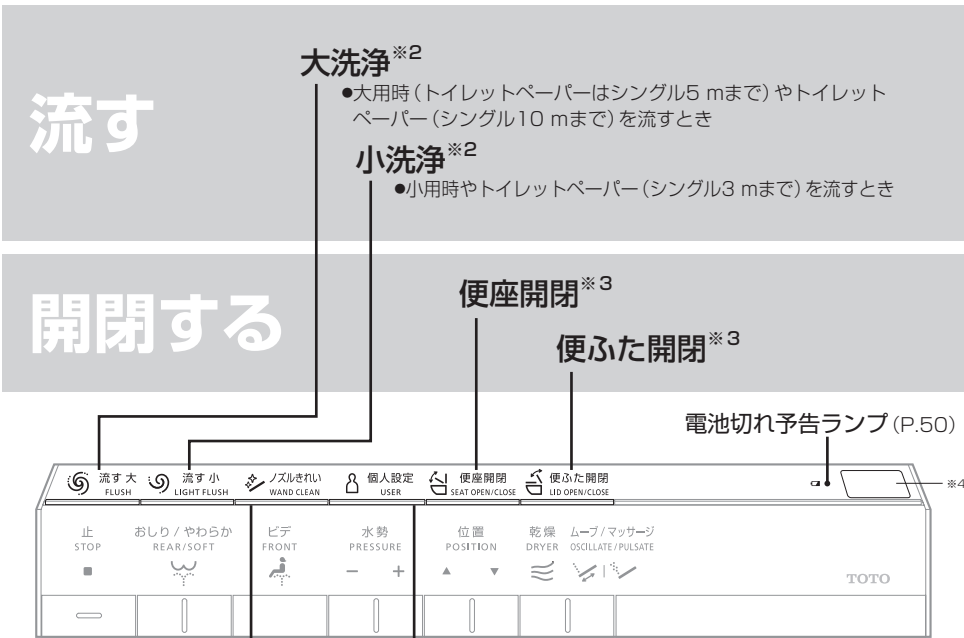 流す
大洗浄※2
●大用時(トイレットペーパーはシングル5 mまで)やトイレット
ペーパー(シングル10 mまで)を流すとき
小洗浄※2
●小用時やトイレットペーパー(シングル3 mまで)を流すとき
開閉する
便座開閉※3
便ふた開閉※3
電池切れ予告ランプ(P.50)
流す大 流す小 ノズルきれい 個人設定 便座開閉 便ふた開閉
FLUSH LIGHT FLUSH WAND CLEAN USER SEAT OPEN/CLOSE LID OPEN/CLOSE
※4
止 おしり/やわらか ビデ 水勢 位置 乾燥 ムーブ/マッサージ
STOP REAR/SOFT FRONT PRESSURE POSITION DRYER OSCILLATE/PULSATE
− + ▲ ▼
TOTO